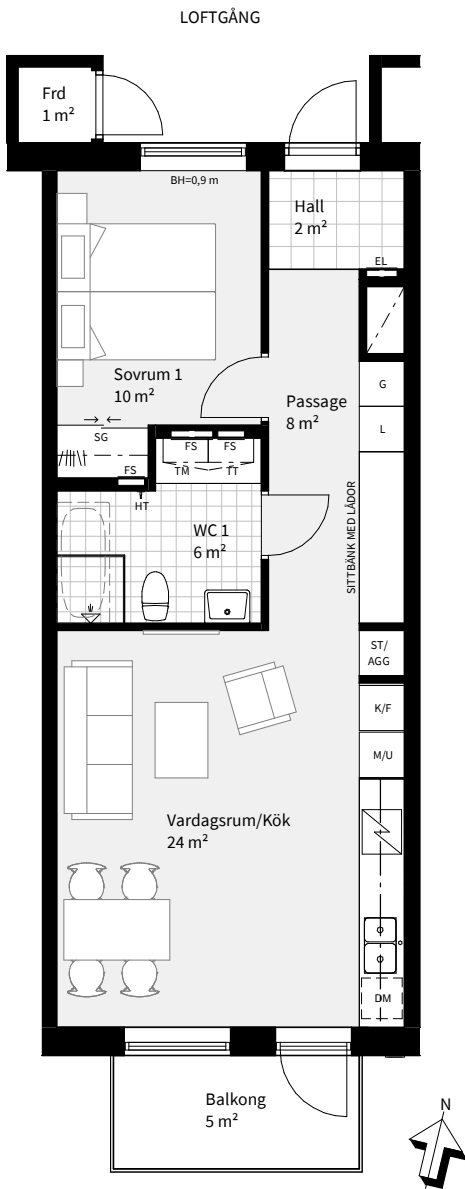 LOFTGÅNG
Frd
1 m²
BH=0,9 m
Hall
2 m²
EL
Sovrum 1
10 m²
G
Passage
8 m²
L
SG
FS
FS
FS
TM
TT
HT
WC 1
6 m²
SITTBÄNK MED LÅDOR
ST/
AGG
K/F
M/U
Vardagsrum/Kök
24 m²
DM
Balkong
5 m²
N